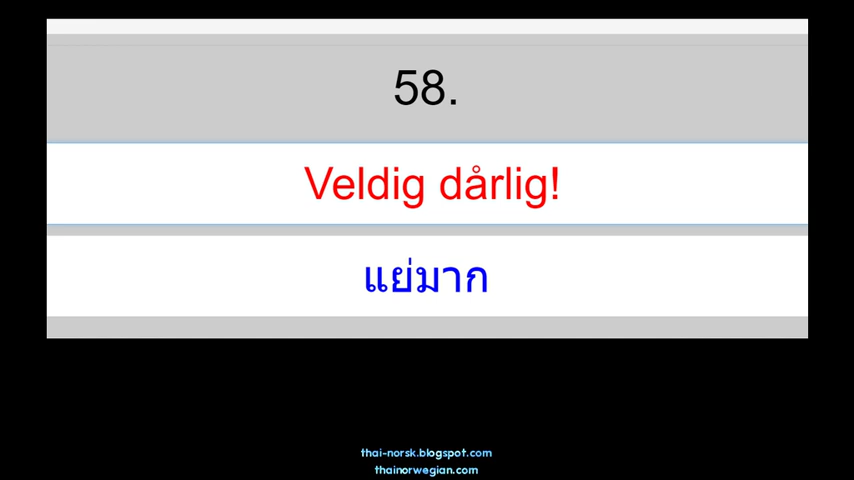 58.
Veldig dårlig!
แย่มาก
thai-norsk.blogspot.com
thainorwegian.com